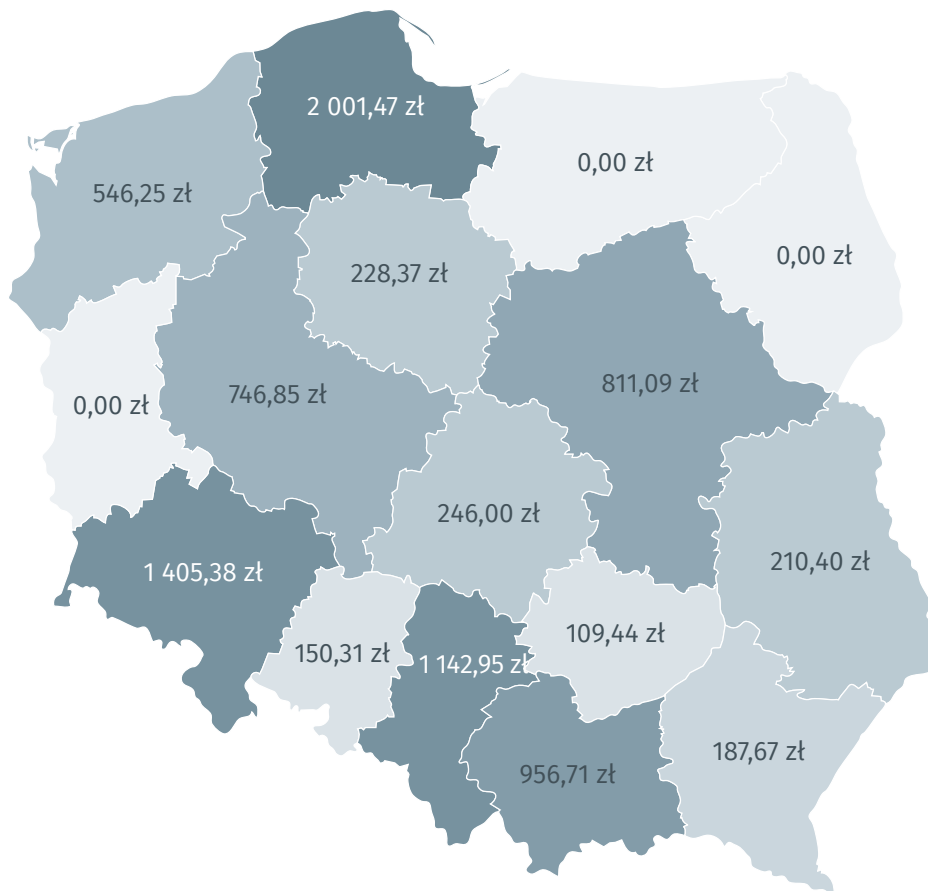 2 001,47 zł
0,00 zł
546,25 zł
0,00 zł
228,37 zł
811,09 zł
746,85 zł
0,00 zł
246,00 zł
210,40 zł
1 405,38 zł
109,44 zł
150,31 zł
1 142,95 zł
187,67 zł
956,71 zł